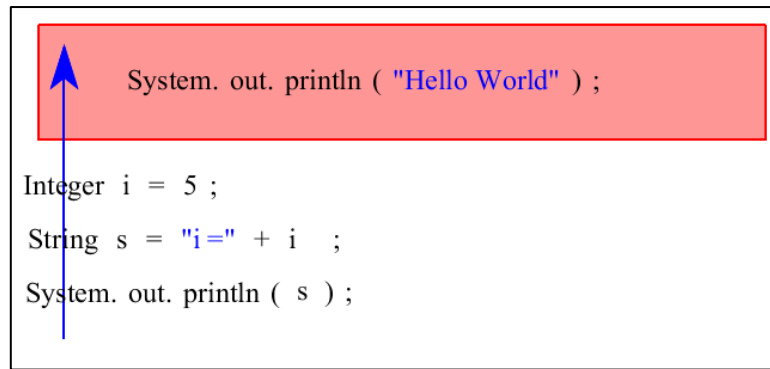 System. out. println ( "Hello World" ) ;
Integer i = 5 ;
String s = "i =" + i ;
System. out. println ( s ) ;